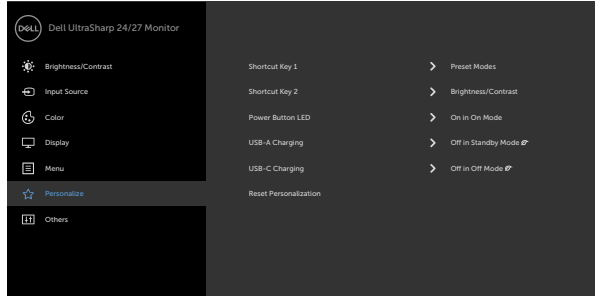 DELL Dell UltraSharp 24/27 Monitor
Brightness/Contrast
Input Source
Color
Display
Menu
Personalize
Others
Shortcut Key 1 Preset Modes
Shortcut Key 2 Brightness/Contrast
Power Button LED On in On Mode
USB-A Charging Off in Standby Mode
USB-C Charging Off in Off Mode
Reset Personalization